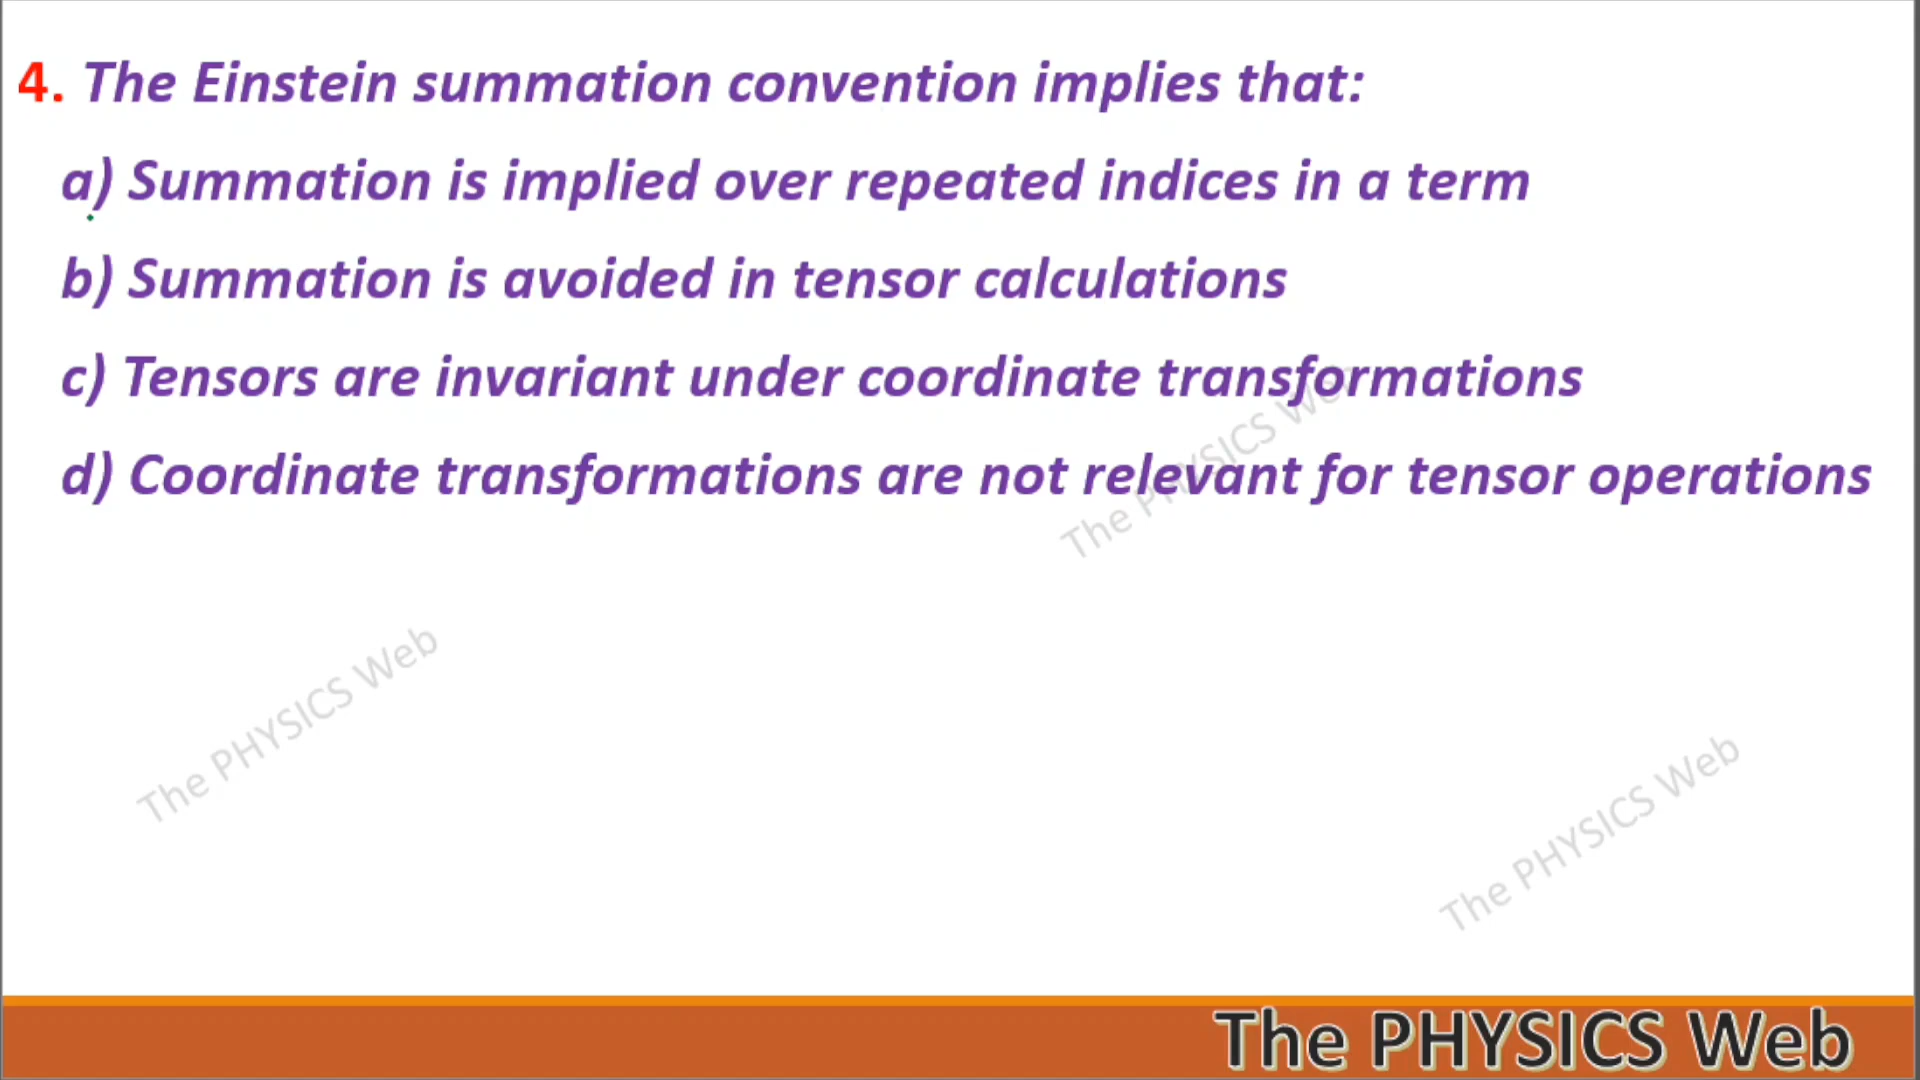 4. The Einstein summation convention implies that:
a) Summation is implied over repeated indices in a term
b) Summation is avoided in tensor calculations
c) Tensors are invariant under coordinate transformations
d) Coordinate transformations are not relevant for tensor operations
The PHYSICS Web
The PHYSICS Web
The PHYSICS Web
The PHYSICS Web